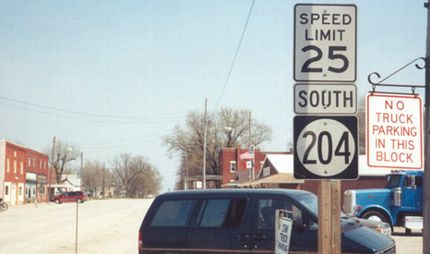 SPEED
LIMIT
25
SOUTH
204
NO
TRUCK
PARKING
IN THIS
BLOCK